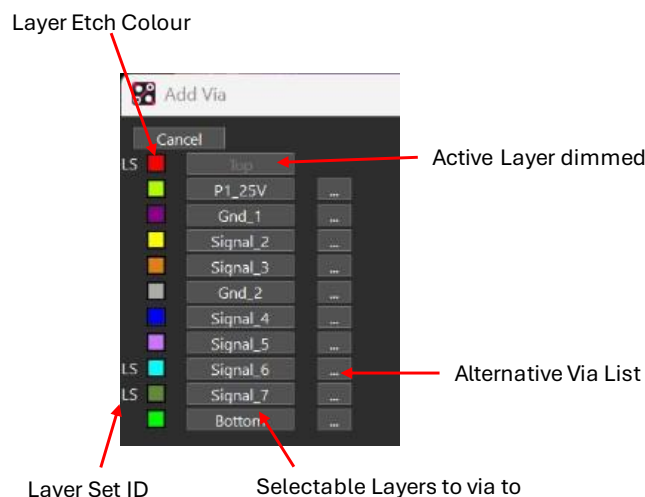 Layer Etch Colour
Add Via
Cancel
LS Top
Active Layer dimmed
P1_25V ...
Gnd_1 ...
Signal_2 ...
Signal_3 ...
Gnd_2 ...
Signal_4 ...
Signal_5 ...
LS Signal_6 ...
Alternative Via List
LS Signal_7 ...
Bottom ...
Layer Set ID
Selectable Layers to via to